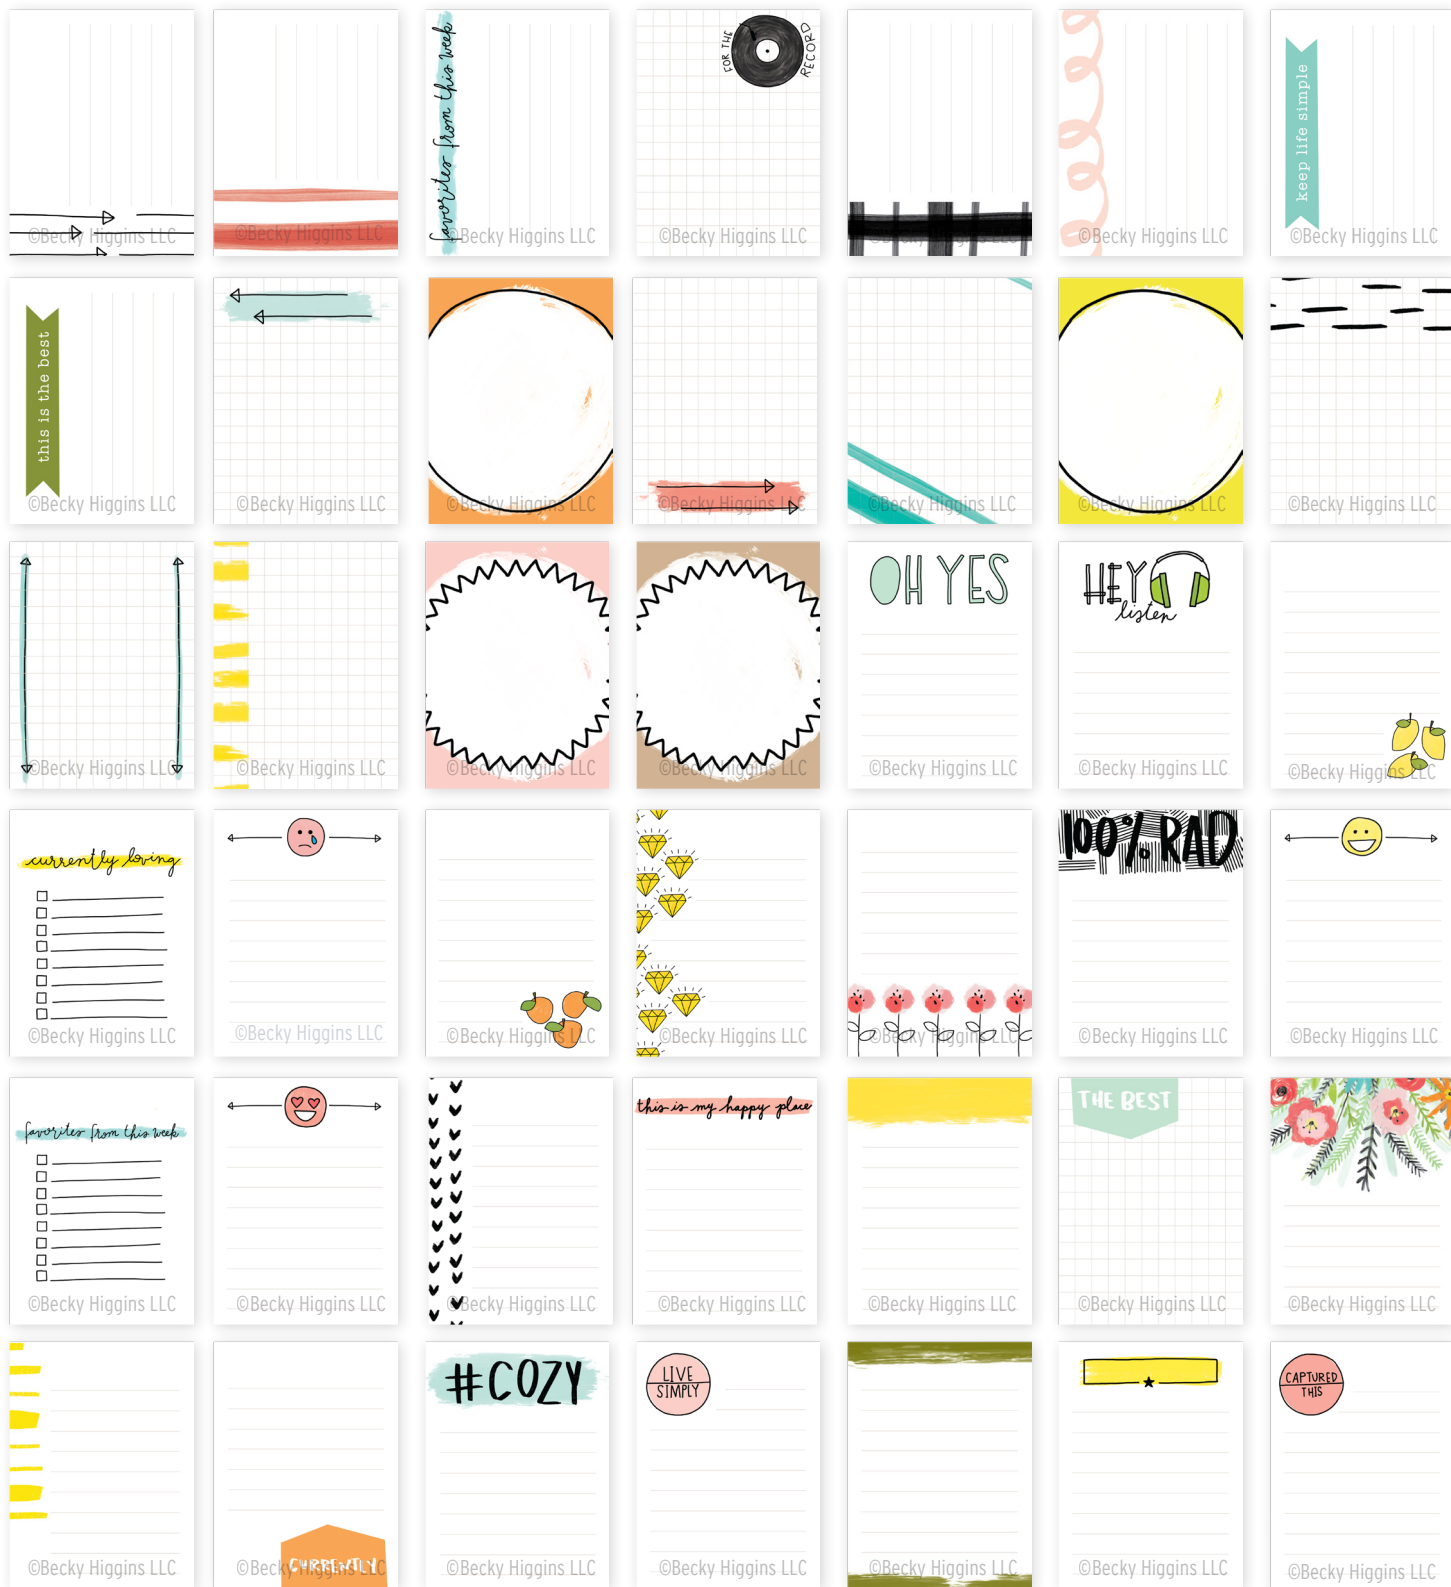 favorites from this week
FOR THE RECORD
keep life simple
©Becky Higgins LLC
©Becky Higgins LLC
©Becky Higgins LLC
©Becky Higgins LLC
©Becky Higgins LLC
©Becky Higgins LLC
©Becky Higgins LLC
this is the best
©Becky Higgins LLC
©Becky Higgins LLC
©Becky Higgins LLC
©Becky Higgins LLC
©Becky Higgins LLC
©Becky Higgins LLC
©Becky Higgins LLC
OH YES
HEY
listen
©Becky Higgins LLC
©Becky Higgins LLC
©Becky Higgins LLC
©Becky Higgins LLC
©Becky Higgins LLC
©Becky Higgins LLC
©Becky Higgins LLC
100% RAD
currently loving
©Becky Higgins LLC
©Becky Higgins LLC
©Becky Higgins LLC
©Becky Higgins LLC
©Becky Higgins LLC
©Becky Higgins LLC
©Becky Higgins LLC
THE BEST
this is my happy place
favorites from this week
©Becky Higgins LLC
©Becky Higgins LLC
©Becky Higgins LLC
©Becky Higgins LLC
©Becky Higgins LLC
©Becky Higgins LLC
©Becky Higgins LLC
#COZY
LIVE
SIMPLY
CAPTURED
THIS
CURRENTLY
©Becky Higgins LLC
©Becky Higgins LLC
©Becky Higgins LLC
©Becky Higgins LLC
©Becky Higgins LLC
©Becky Higgins LLC
©Becky Higgins LLC